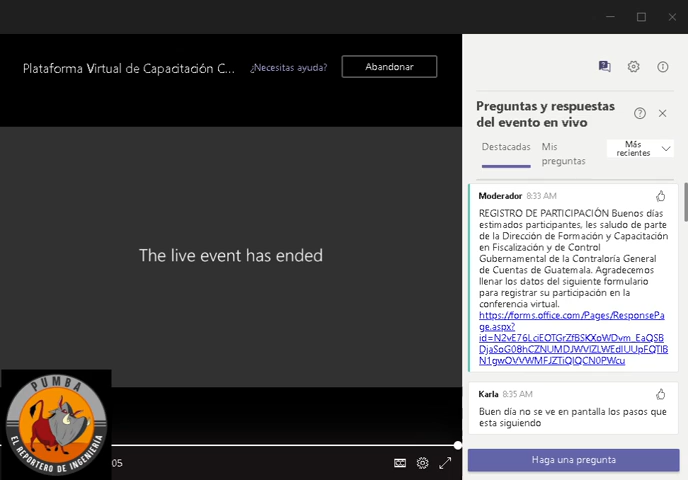 Plataforma Virtual de Capacitación C...
¿Necesitas ayuda?
Abandonar
The live event has ended
PUMBA
EL REPORTERO DE INGENIERIA
05
Preguntas y respuestas
del evento en vivo
Destacadas
Mis
preguntas
Más
recientes
Moderador 8:33 AM
REGISTRO DE PARTICIPACIÓN Buenos días
estimados participantes, les saludo de parte
de la Dirección de Formación y Capacitación
en Fiscalización y de Control
Gubernamental de la Contraloría General
de Cuentas de Guatemala. Agradecemos
llenar los datos del siguiente formulario
para registrar su participación en la
conferencia virtual.
https://forms.office.com/Pages/ResponsePa
ge.aspx?
Karla 8:35 AM
Buen día no se ve en pantalla los pasos que
esta siguiendo
Haga una pregunta